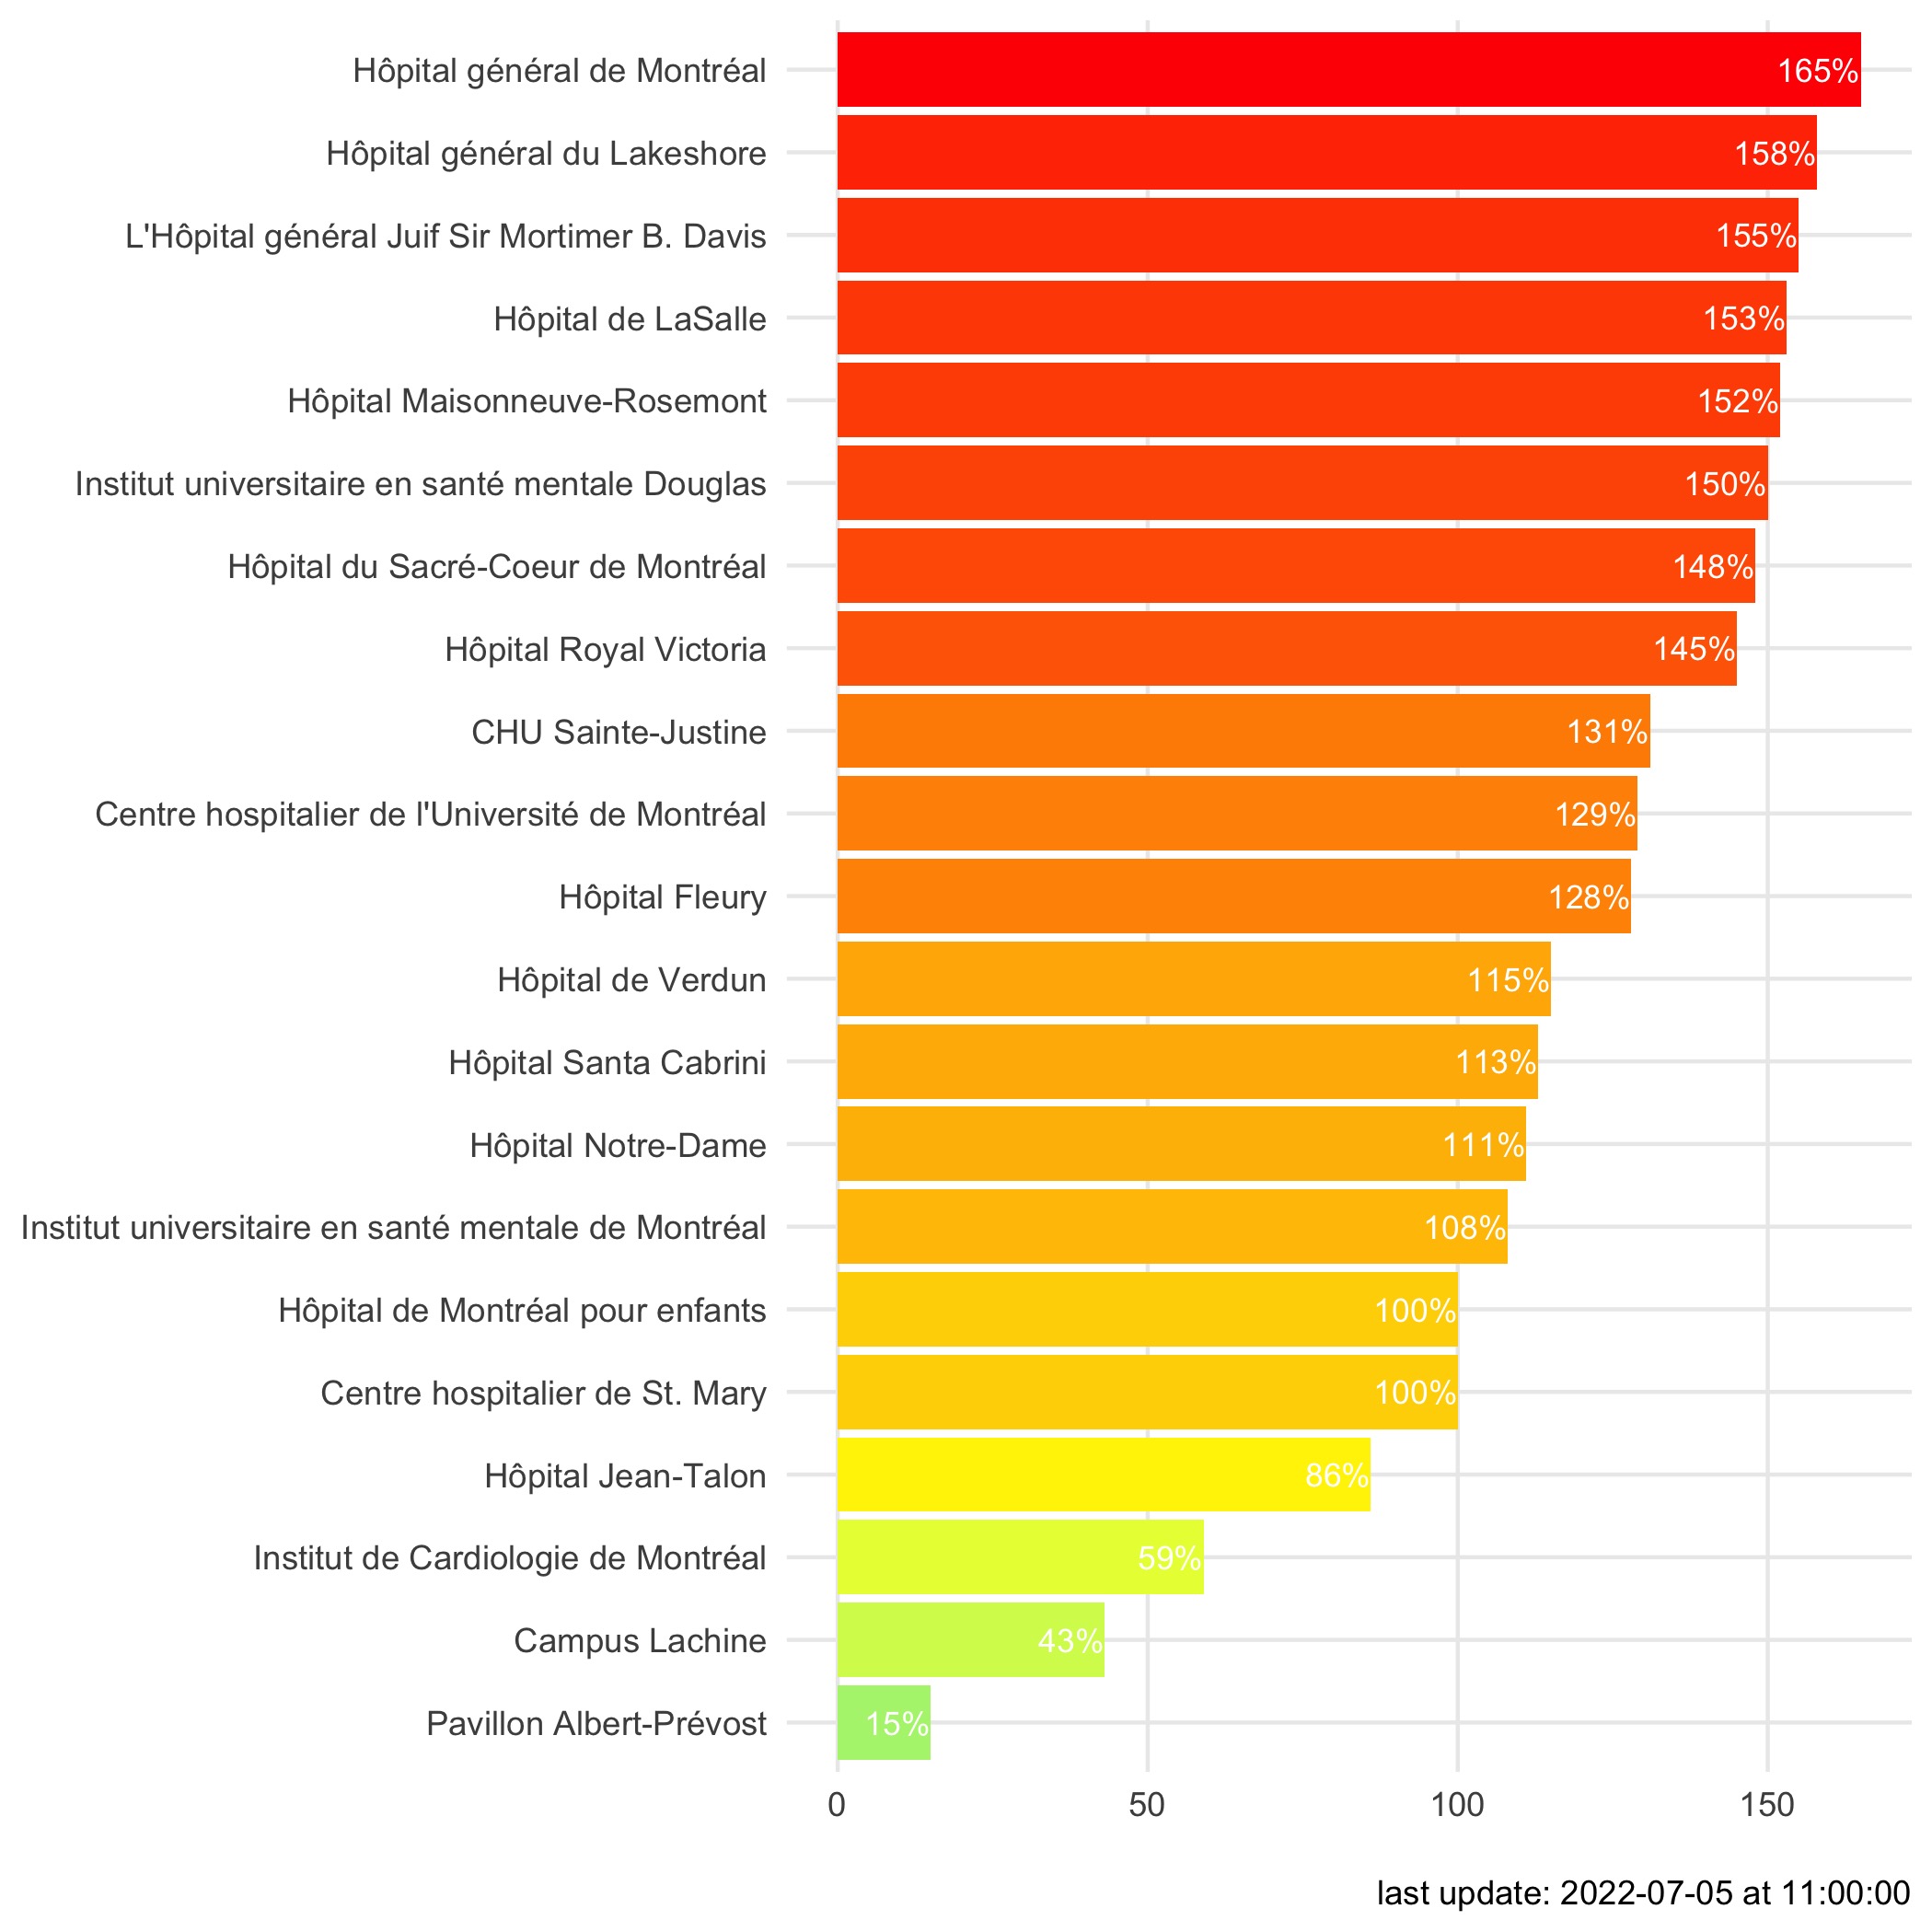 Hôpital général de Montréal 165%
Hôpital général du Lakeshore 158%
L'Hôpital général Juif Sir Mortimer B. Davis 155%
Hôpital de LaSalle 153%
Hôpital Maisonneuve-Rosemont 152%
Institut universitaire en santé mentale Douglas 150%
Hôpital du Sacré-Coeur de Montréal 148%
Hôpital Royal Victoria 145%
CHU Sainte-Justine 131%
Centre hospitalier de l'Université de Montréal 129%
Hôpital Fleury 128%
Hôpital de Verdun 115%
Hôpital Santa Cabrini 113%
Hôpital Notre-Dame 111%
Institut universitaire en santé mentale de Montréal 108%
Hôpital de Montréal pour enfants 100%
Centre hospitalier de St. Mary 100%
Hôpital Jean-Talon 86%
Institut de Cardiologie de Montréal 59%
Campus Lachine 43%
Pavillon Albert-Prévost 15%
0 50 100 150
last update: 2022-07-05 at 11:00:00